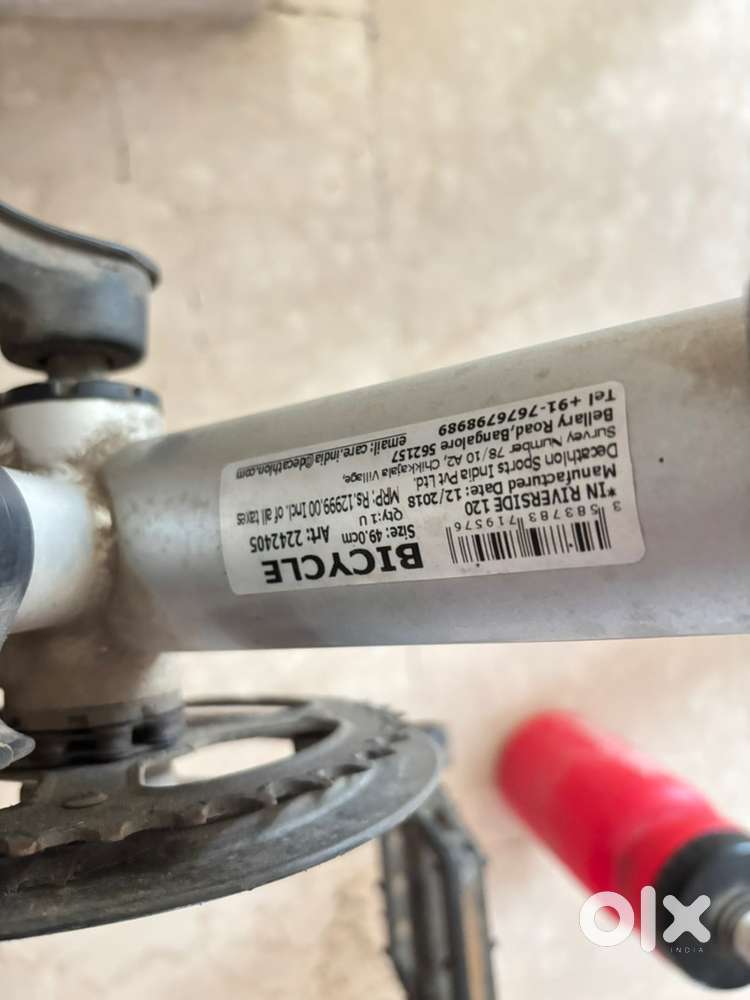 BICYCLE
Size: 49.0cm Art: 2242405
Qty:1 U
3 583783 719576
*IN RIVERSIDE 120
Manufactured Date: 12/2018 MRP: Rs.12999.00 Incl. of all taxes
Decathlon Sports India Pvt Ltd.
Survey Number 78/10 A2, Chikkajala Village,
Bellary Road,Bangalore 562157
Tel +91-7676798989 email: care.india@decathlon.com
olx
INDIA